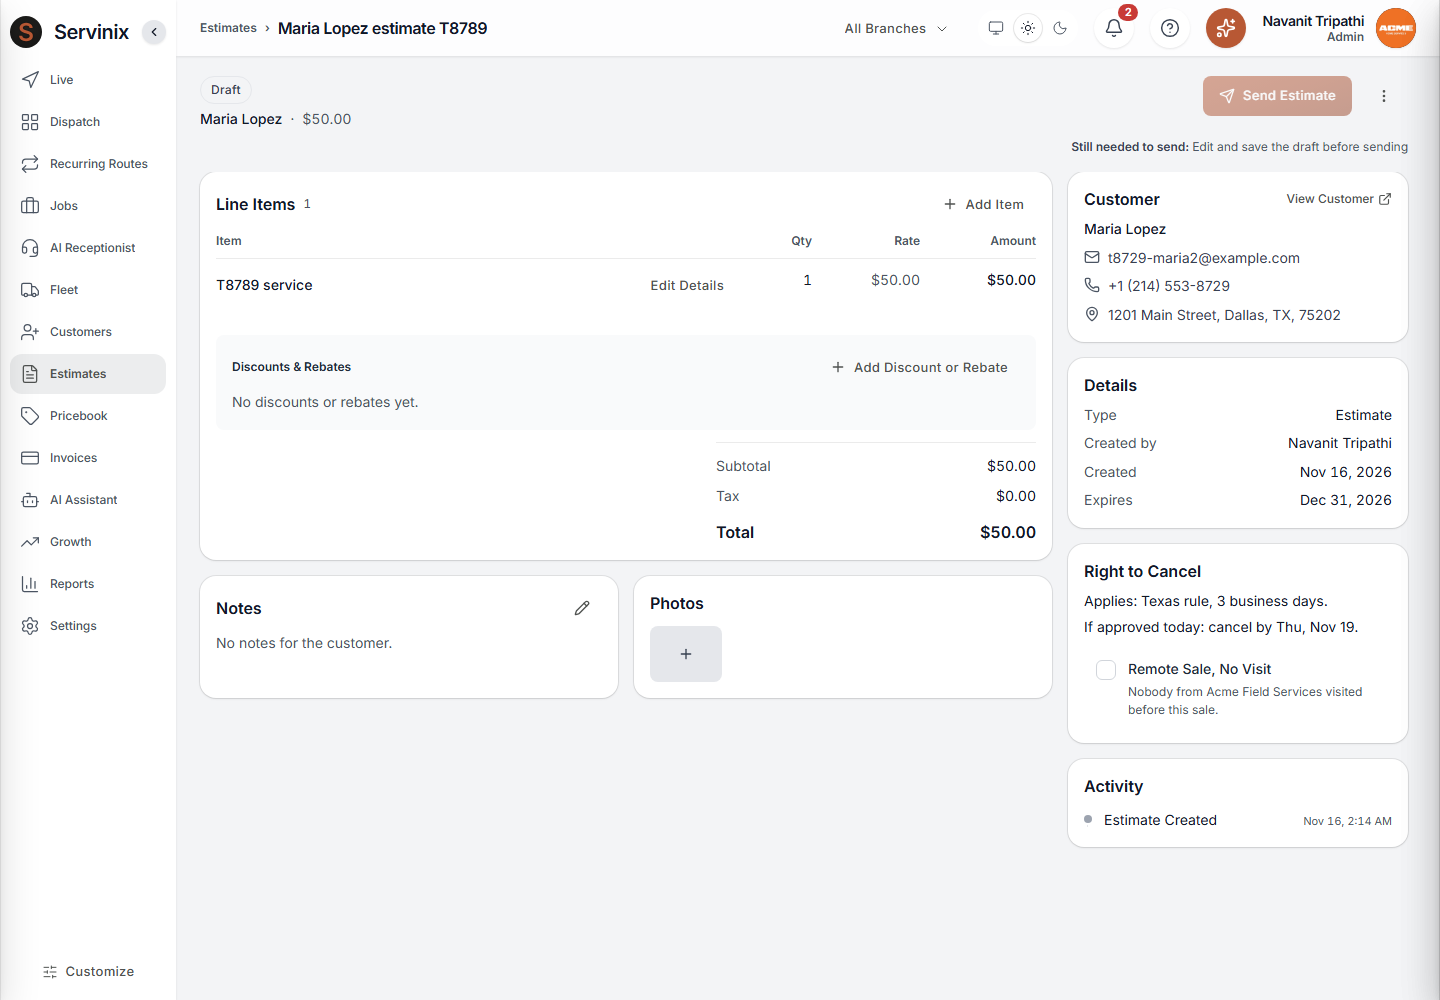 S
Servinix
Live
Dispatch
Recurring Routes
Jobs
AI Receptionist
Fleet
Customers
Estimates
Pricebook
Invoices
AI Assistant
Growth
Reports
Settings
Customize
Estimates › Maria Lopez estimate T8789
All Branches
2
Navanit Tripathi
Admin
ACME
Draft
Maria Lopez · $50.00
Send Estimate
Still needed to send: Edit and save the draft before sending
Line Items 1
+ Add Item
Item Qty Rate Amount
T8789 service Edit Details 1 $50.00 $50.00
Discounts & Rebates
+ Add Discount or Rebate
No discounts or rebates yet.
Subtotal $50.00
Tax $0.00
Total $50.00
Notes
No notes for the customer.
Photos
+
Customer
View Customer
Maria Lopez
t8729-maria2@example.com
+1 (214) 553-8729
1201 Main Street, Dallas, TX, 75202
Details
Type Estimate
Created by Navanit Tripathi
Created Nov 16, 2026
Expires Dec 31, 2026
Right to Cancel
Applies: Texas rule, 3 business days.
If approved today: cancel by Thu, Nov 19.
Remote Sale, No Visit
Nobody from Acme Field Services visited
before this sale.
Activity
Estimate Created Nov 16, 2:14 AM